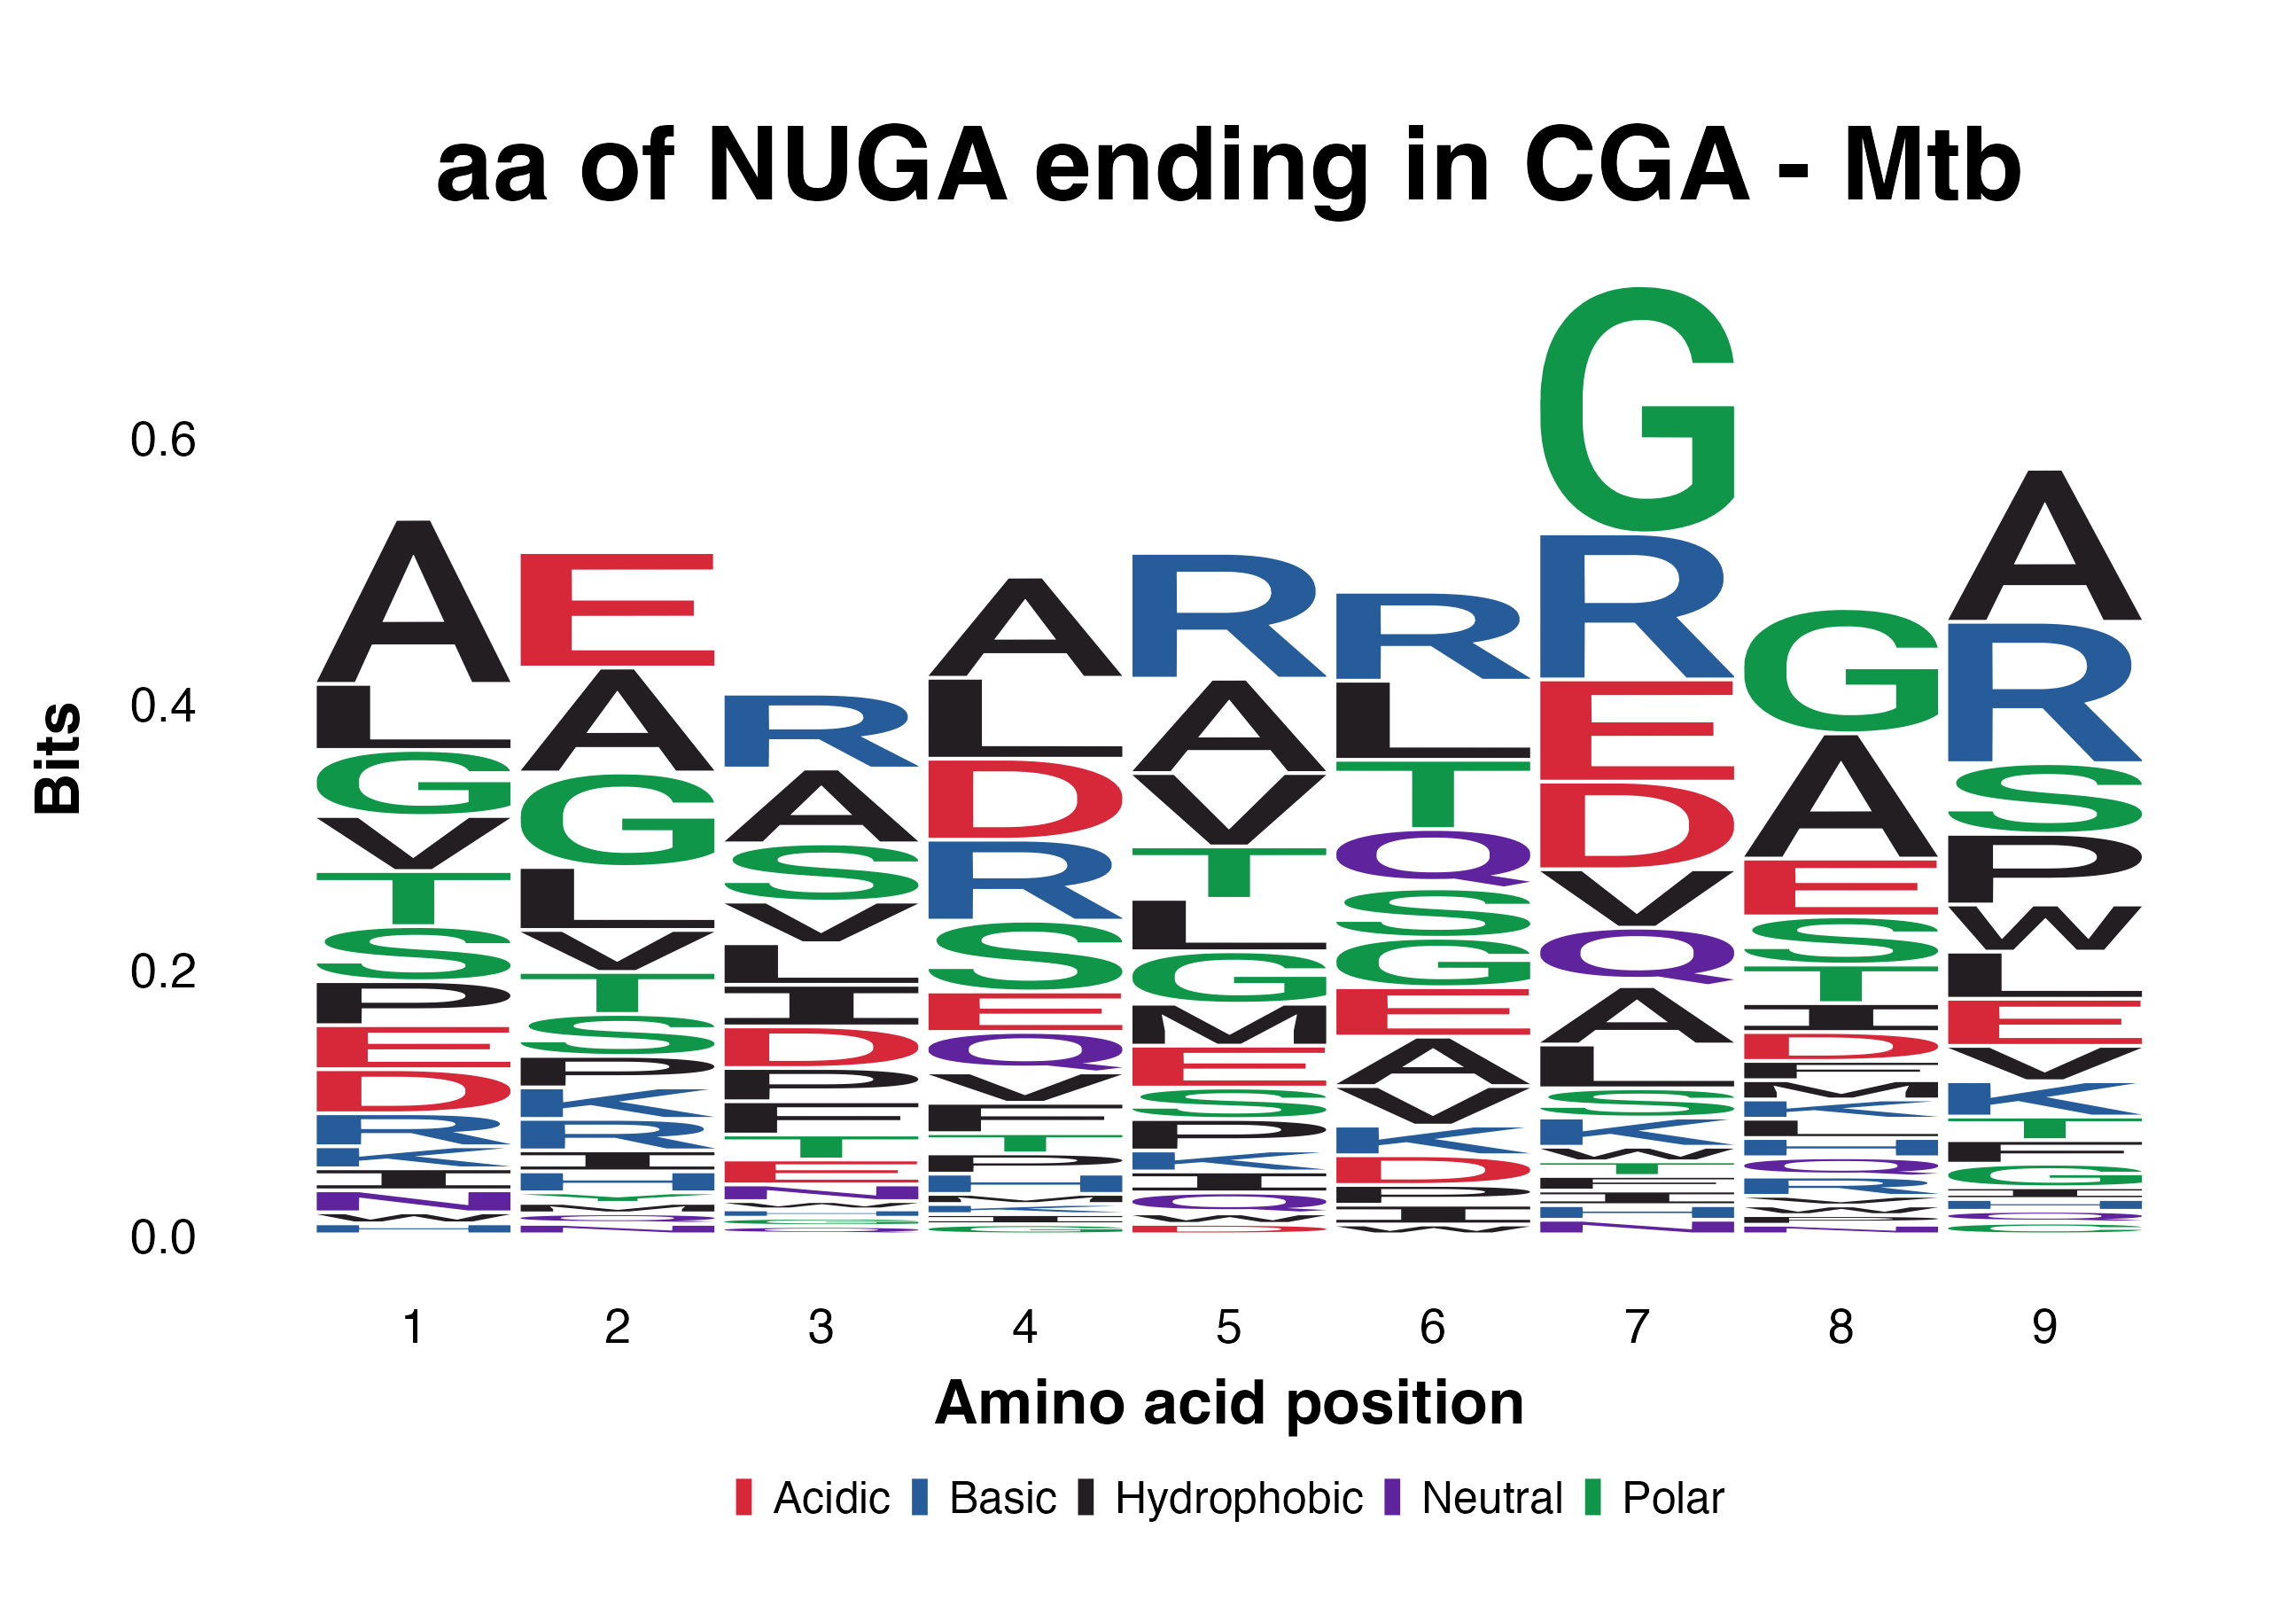 aa of NUGA ending in CGA - Mtb
Bits
0.6
0.4
0.2
0.0
A L G V T S P E D R K I N W H
E A G L V T S P K R I H Y M Q N
R A S V L I D P F T E N W H G Q
A L D R S E Q V F T P H M K I G
R A V T L G M E S P K I Q W D
R L T Q S G E A V K D P I W
G R E D V Q A L S K W T F I H N
G A E S T I D F M K L H Q R W P N
A R S P W L E V K T F G I H Q C
1 2 3 4 5 6 7 8 9
Amino acid position
Acidic Basic Hydrophobic Neutral Polar